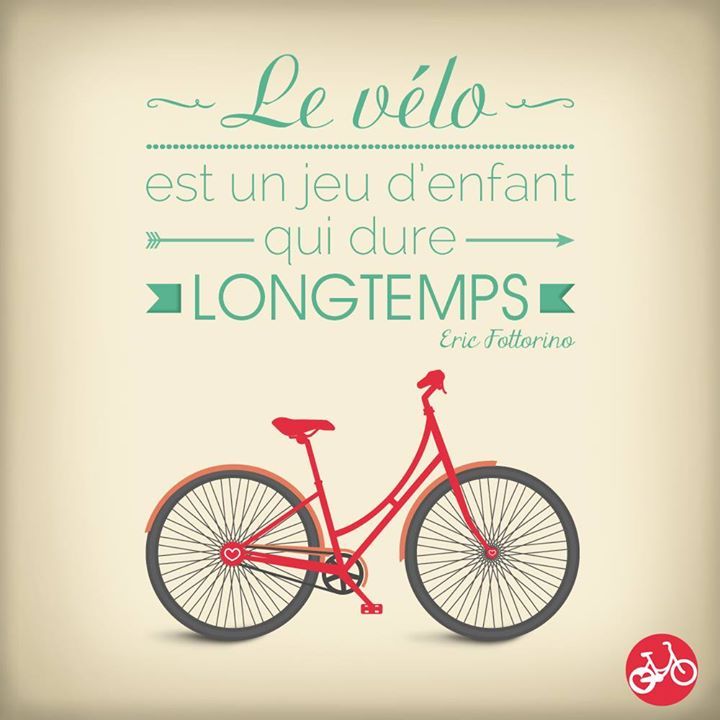 Le vélo
est un jeu d'enfant
qui dure
LONGTEMPS
Eric Fottorino